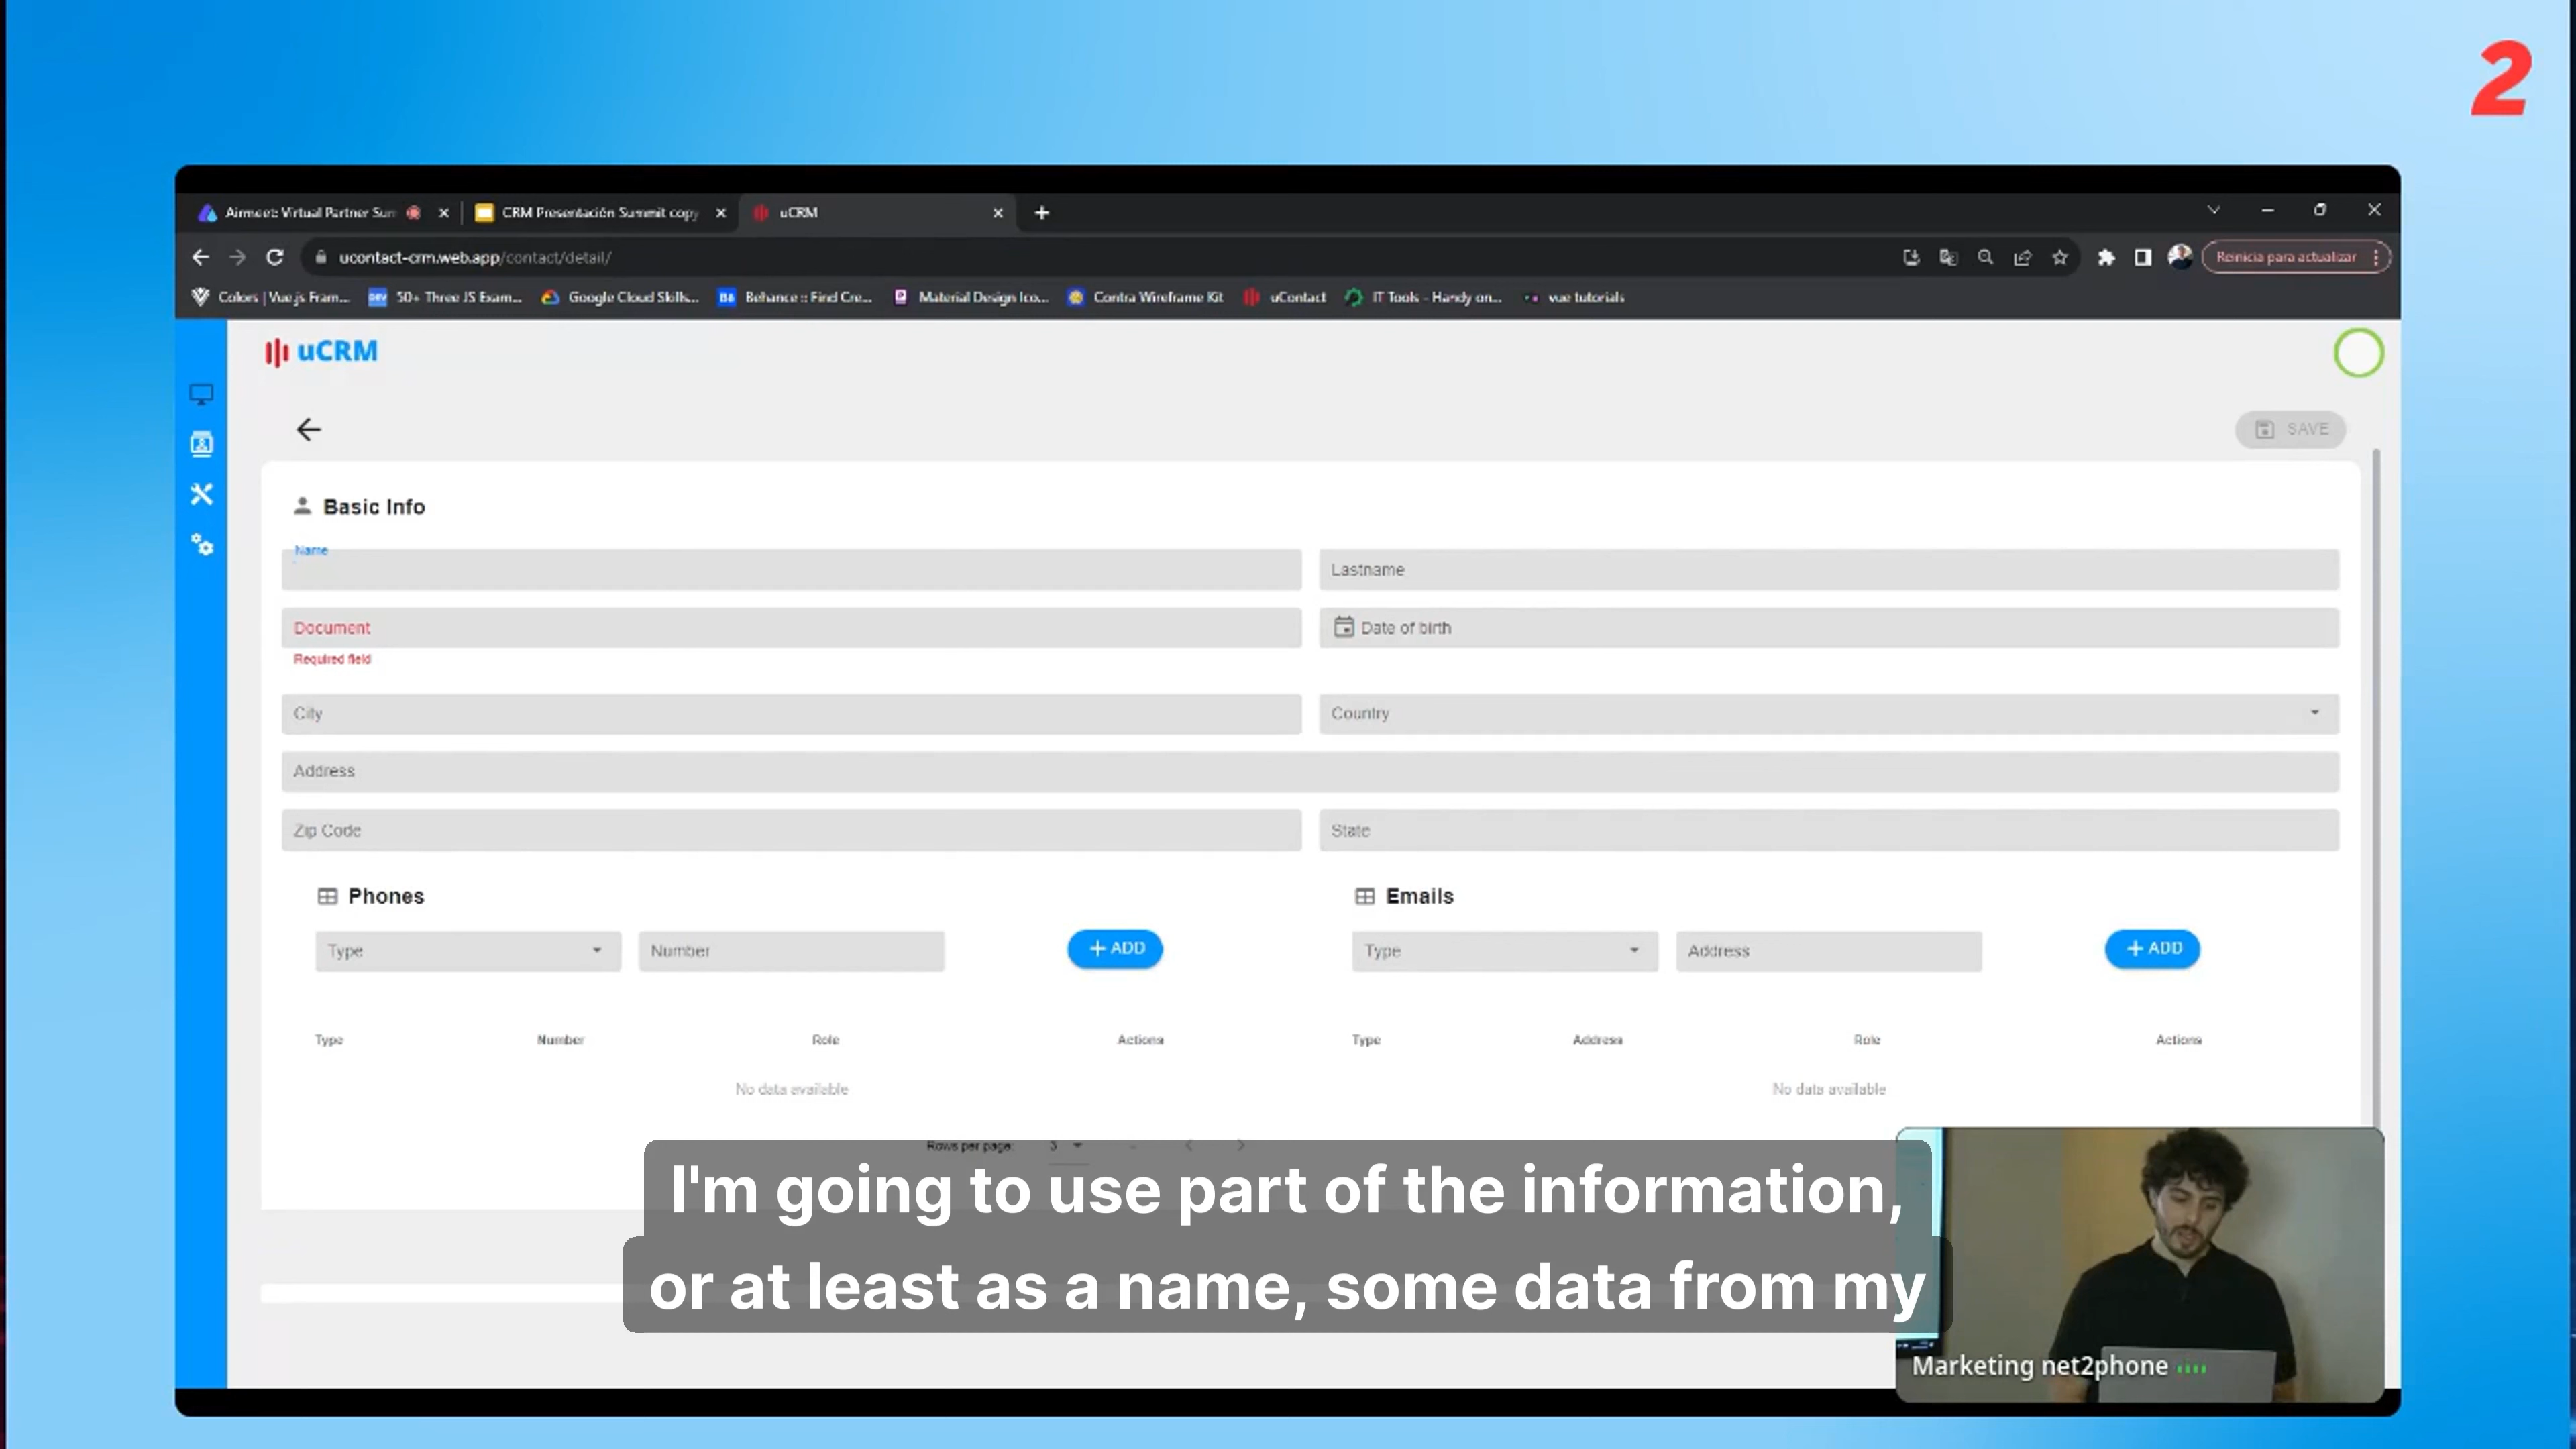 2
Airmeet: Virtual Partner Sum
CRM Presentación Summit copy
uCRM
ucontact-crm.web.app/contact/detail/
Reinicia para actualizar
Colors | Vue.js Fram...
50+ Three JS Exam...
Google Cloud Skills...
Behance :: Find Cre...
Material Design Ico...
Contra Wireframe Kit
uContact
IT Tools - Handy on...
vue tutorials
uCRM
SAVE
Basic Info
Name
Lastname
Document
Date of birth
Required field
City
Country
Address
Zip Code
State
Phones
Emails
Type
Number
+ ADD
Type
Address
+ ADD
Type Number Role Actions
Type Address Role Actions
No data available
No data available
Rows per page: 5
I'm going to use part of the information,
or at least as a name, some data from my
Marketing net2phone